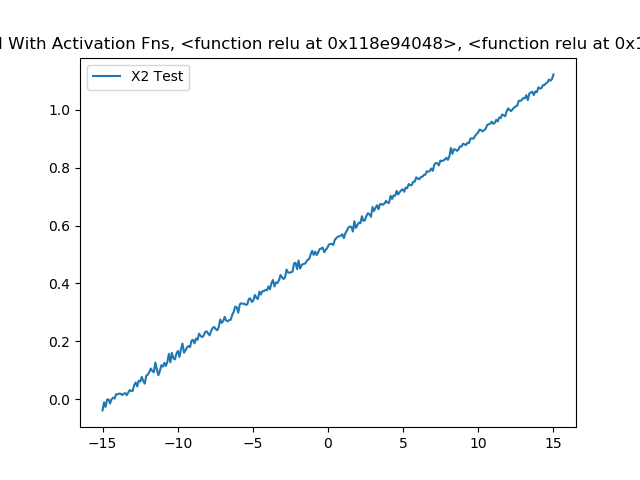 With Activation Fns, <function relu at 0x118e94048>, <function relu at
X2 Test
1.0
0.8
0.6
0.4
0.2
0.0
−15 −10 −5 0 5 10 15